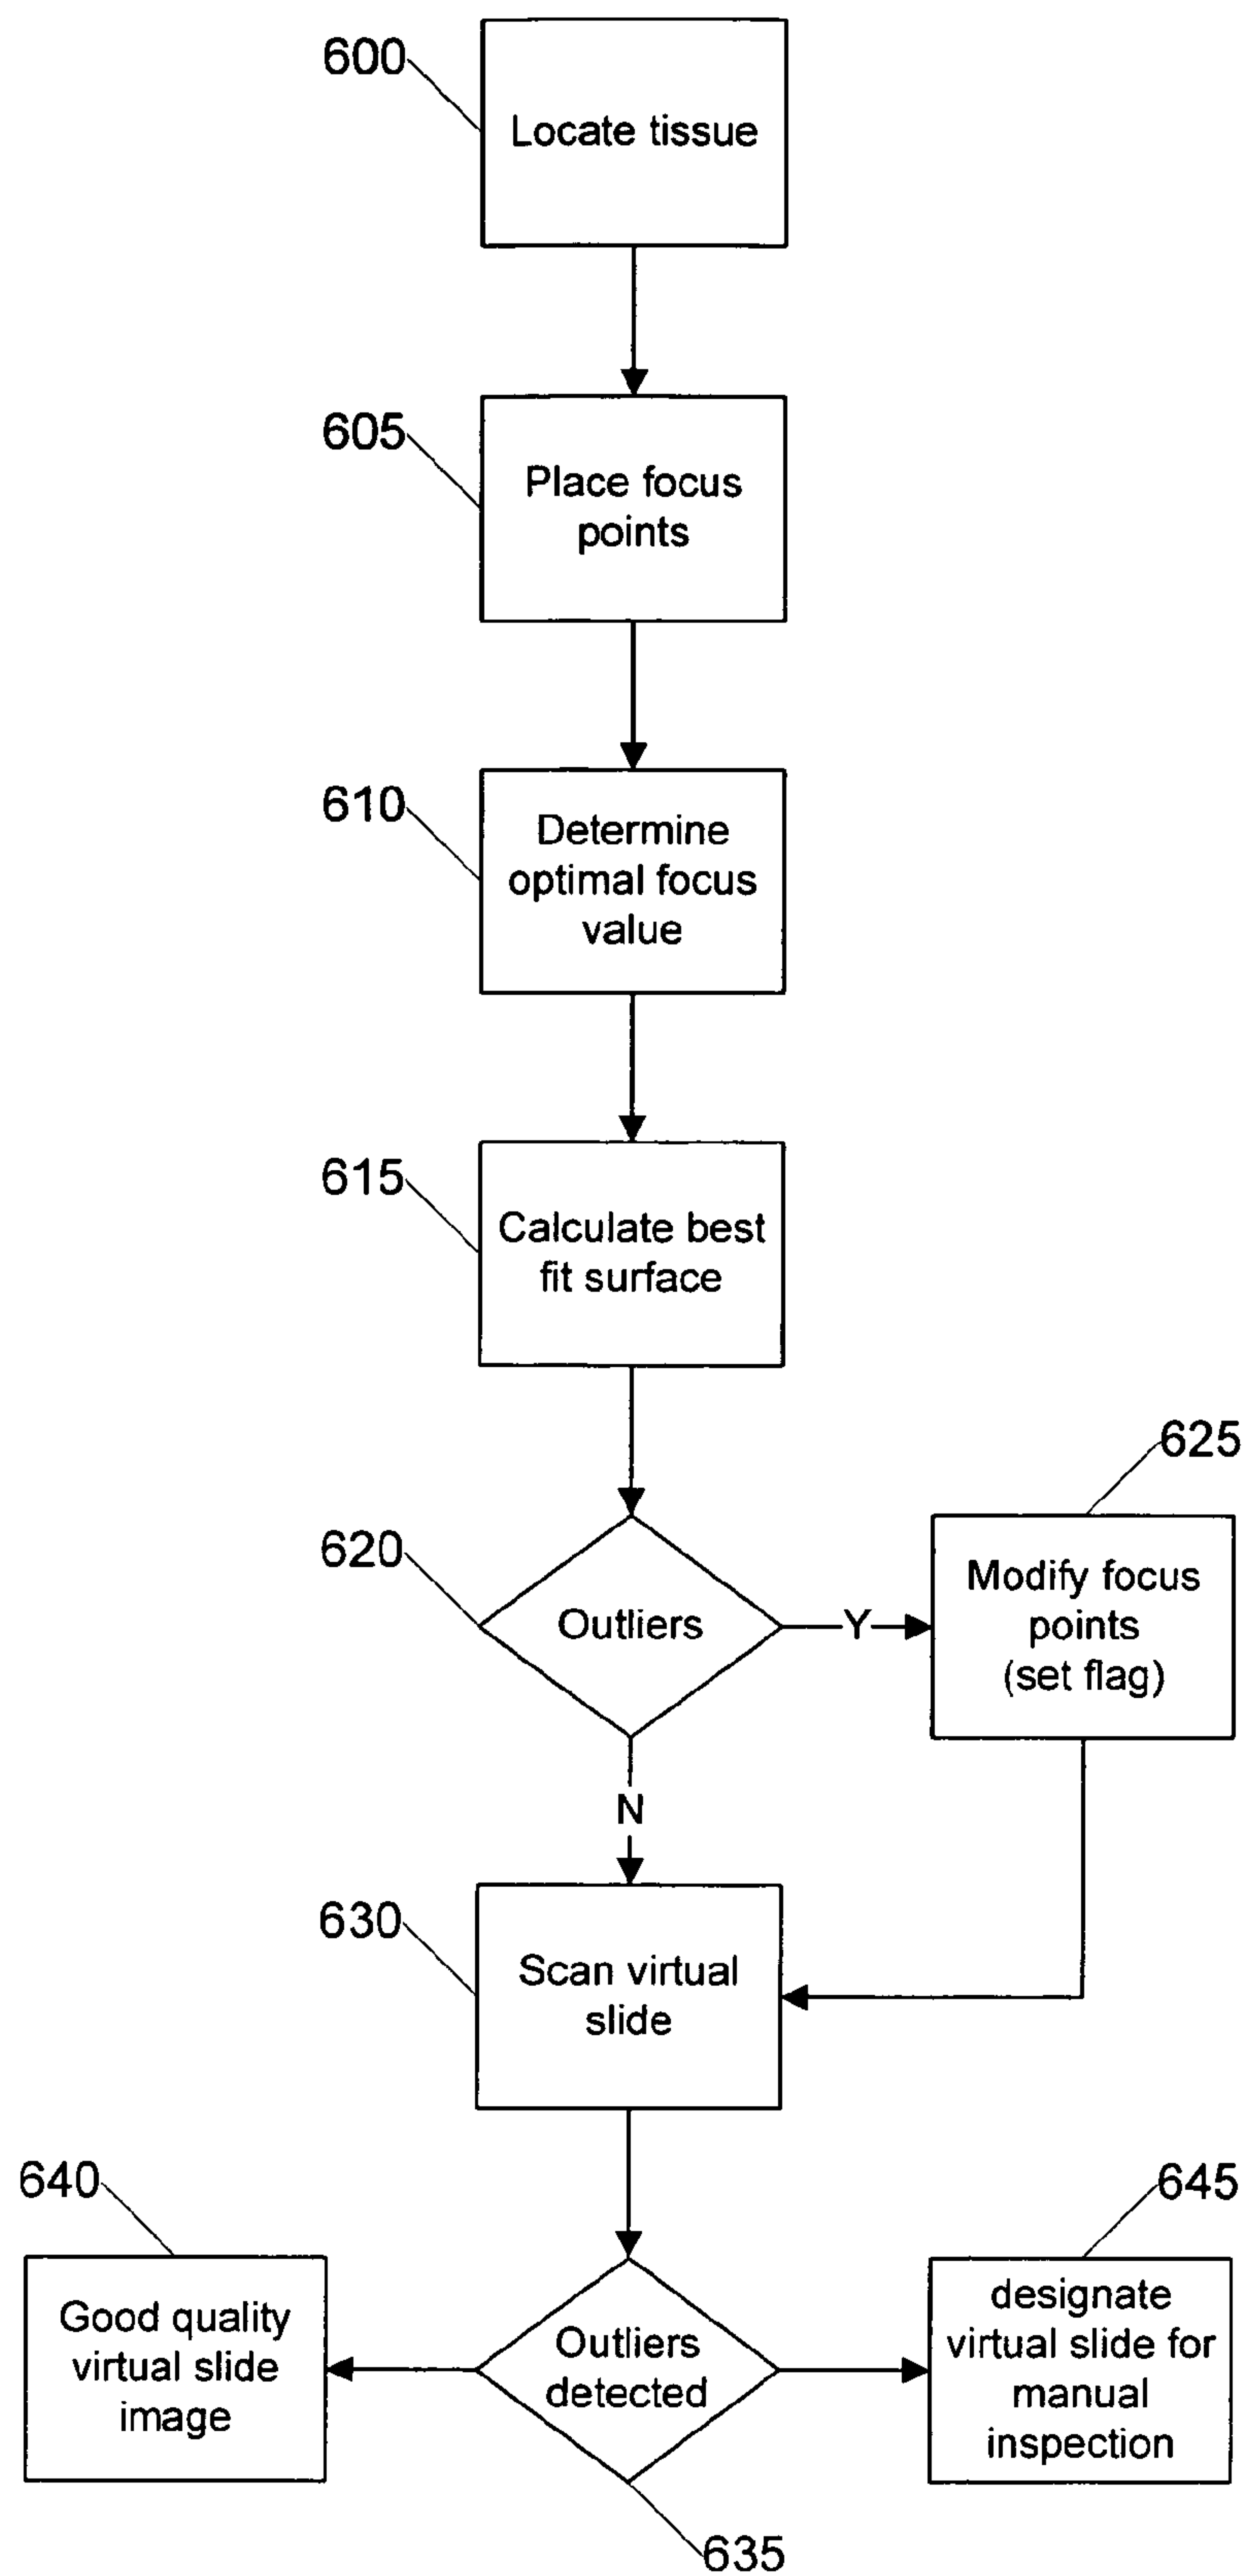 600
Locate tissue
605
Place focus
points
610
Determine
optimal focus
value
615
Calculate best
fit surface
625
620
Outliers
Y
Modify focus
points
(set flag)
N
630
Scan virtual
slide
640
645
Good quality
virtual slide
image
Outliers
detected
designate
virtual slide for
manual
inspection
635